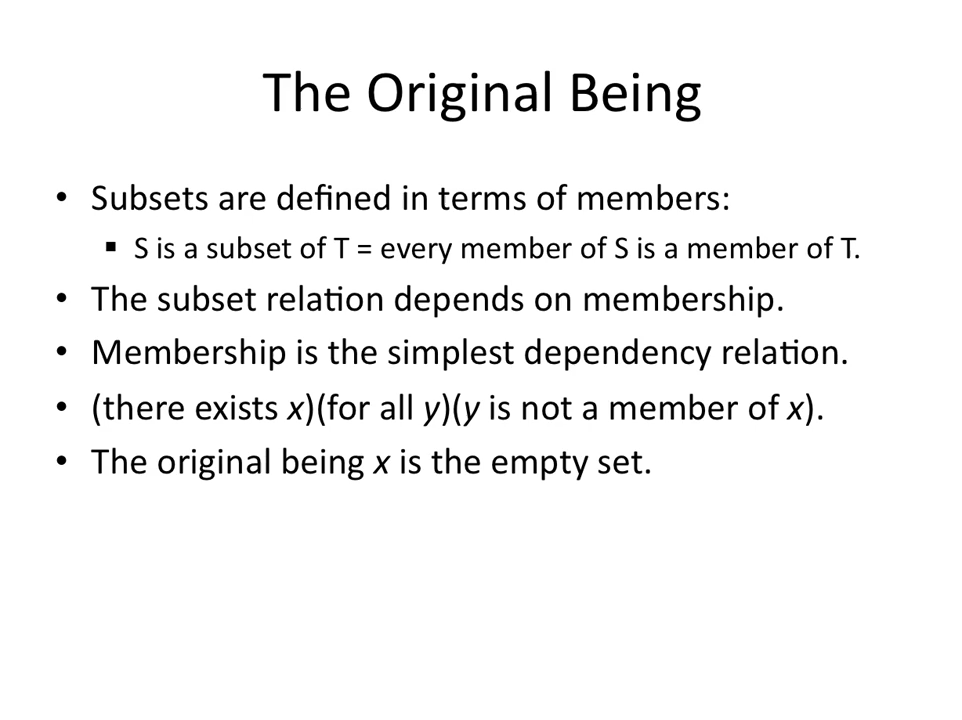 The Original Being
• Subsets are defined in terms of members:
▪ S is a subset of T = every member of S is a member of T.
• The subset relation depends on membership.
• Membership is the simplest dependency relation.
• (there exists x)(for all y)(y is not a member of x).
• The original being x is the empty set.